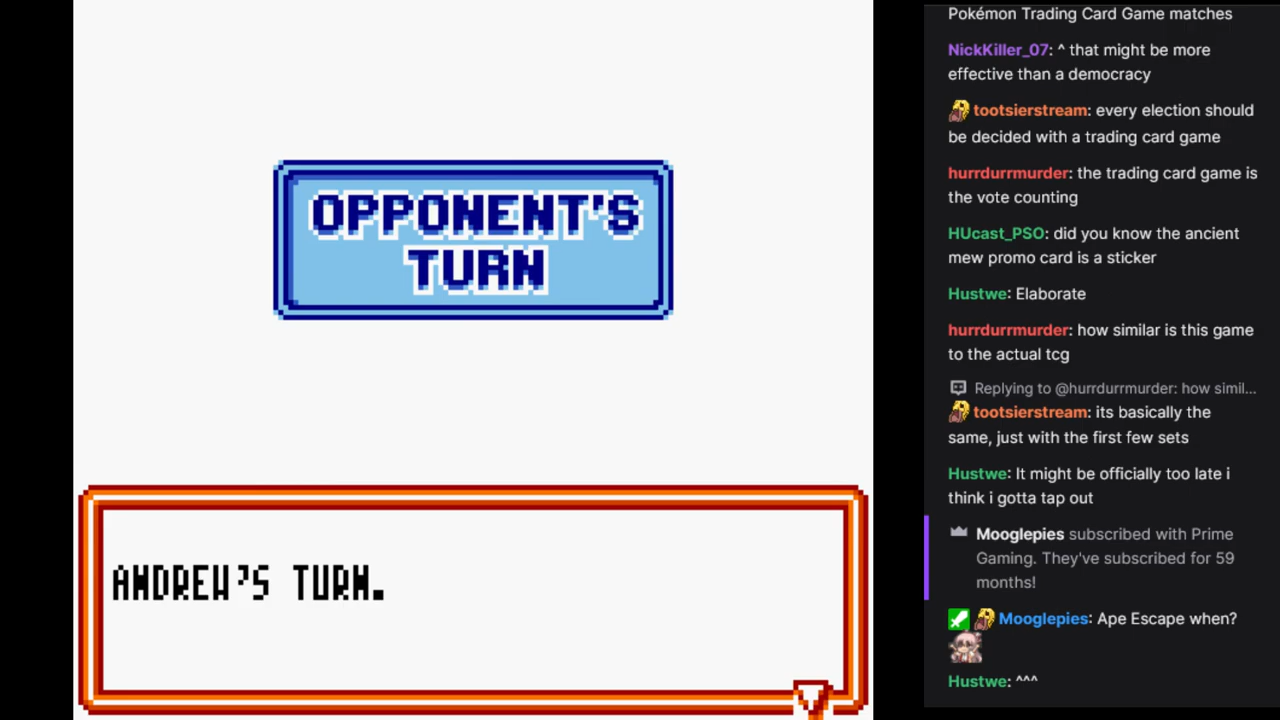 OPPONENT'S
TURN
ANDREW'S TURN.
Pokémon Trading Card Game matches
NickKiller_07: ^ that might be more
effective than a democracy
tootsierstream: every election should
be decided with a trading card game
hurrdurrmurder: the trading card game is
the vote counting
HUcast_PSO: did you know the ancient
mew promo card is a sticker
Hustwe: Elaborate
hurrdurrmurder: how similar is this game
to the actual tcg
Replying to @hurrdurrmurder: how simil...
tootsierstream: its basically the
same, just with the first few sets
Hustwe: It might be officially too late i
think i gotta tap out
Mooglepies subscribed with Prime
Gaming. They've subscribed for 59
months!
Mooglepies: Ape Escape when?
Hustwe: ^^^